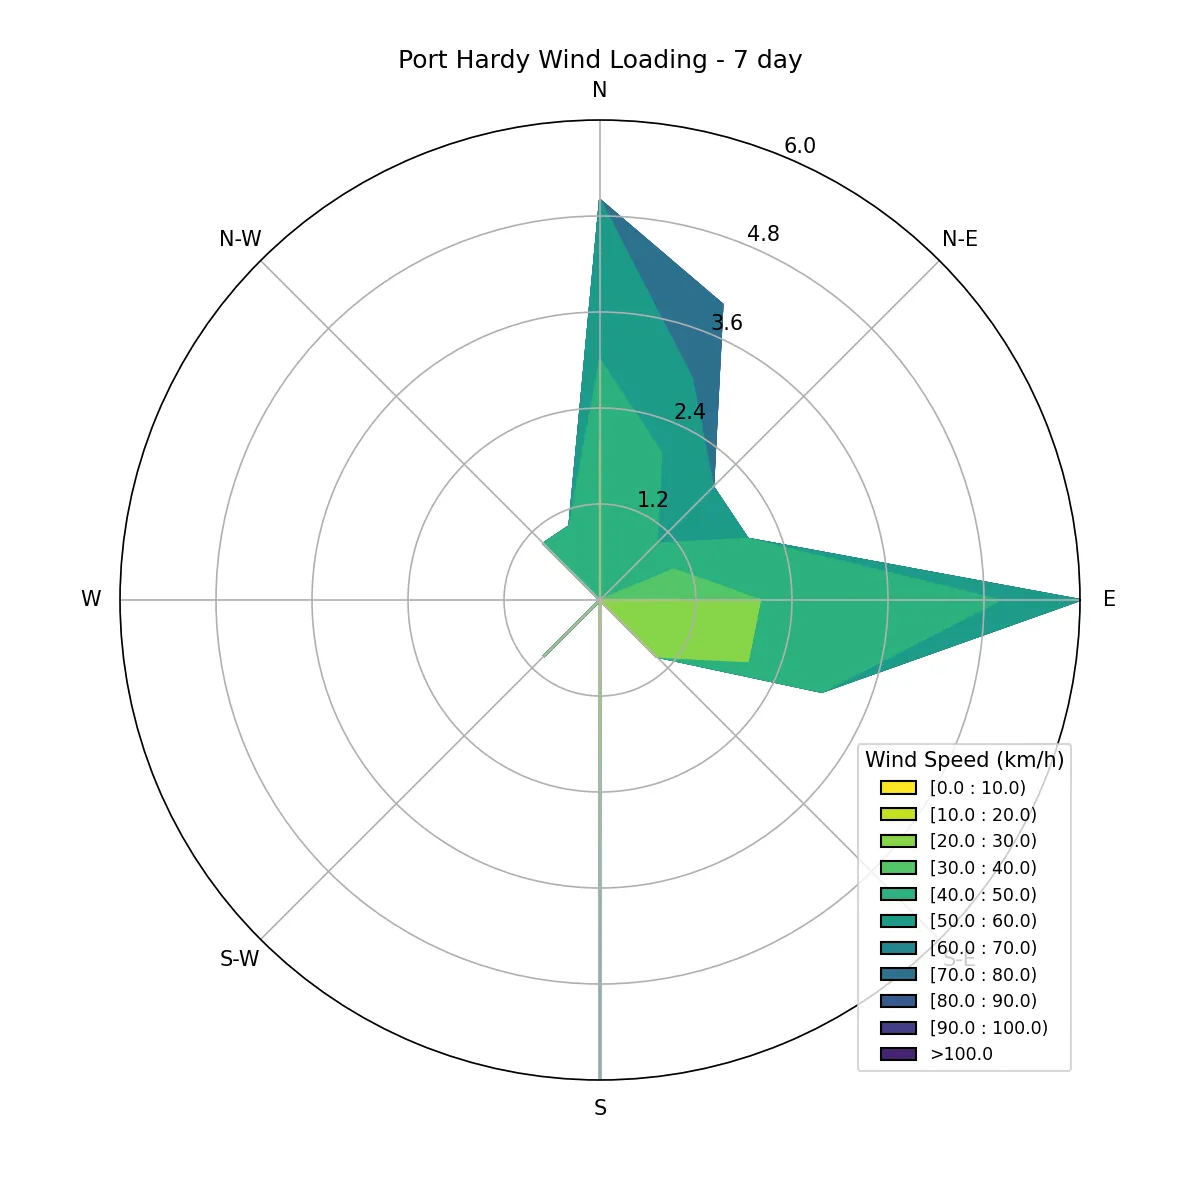 Port Hardy Wind Loading - 7 day
N
6.0
N-W
N-E
4.8
3.6
2.4
1.2
W
E
Wind Speed (km/h)
[0.0 : 10.0)
[10.0 : 20.0)
[20.0 : 30.0)
[30.0 : 40.0)
[40.0 : 50.0)
[50.0 : 60.0)
[60.0 : 70.0)
[70.0 : 80.0)
[80.0 : 90.0)
[90.0 : 100.0)
>100.0
S-W
S-E
S